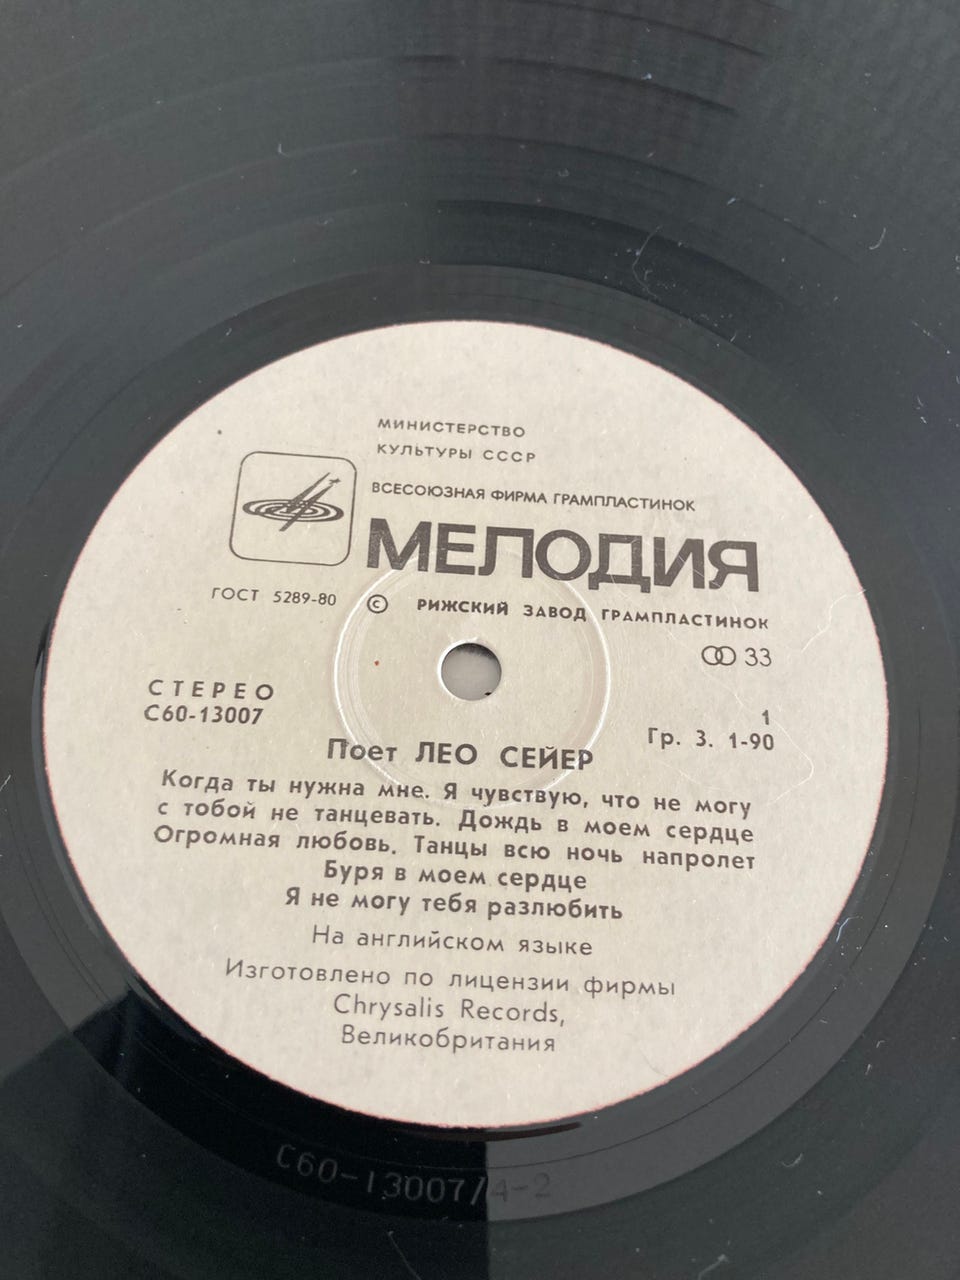 МИНИСТЕРСТВО
КУЛЬТУРЫ СССР
ВСЕСОЮЗНАЯ ФИРМА ГРАМПЛАСТИНОК
МЕЛОДИЯ
ГОСТ 5289-80 © РИЖСКИЙ ЗАВОД ГРАМПЛАСТИНОК
33
СТЕРЕО
С60-13007
1
Гр. 3. 1-90
Поет ЛЕО СЕЙЕР
Когда ты нужна мне. Я чувствую, что не могу
с тобой не танцевать. Дождь в моем сердце
Огромная любовь. Танцы всю ночь напролет
Буря в моем сердце
Я не могу тебя разлюбить
На английском языке
Изготовлено по лицензии фирмы
Chrysalis Records,
Великобритания
С60-13007/4-2